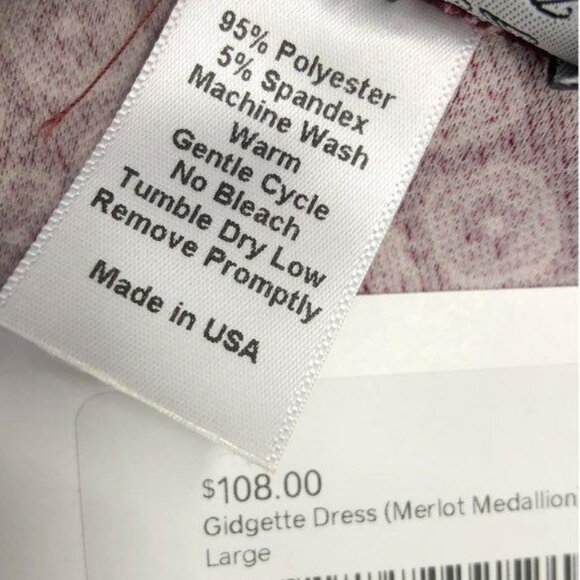 95% Polyester
5% Spandex
Machine Wash
Warm
Gentle Cycle
No Bleach
Tumble Dry Low
Remove Promptly
Made in USA
$108.00
Gidgette Dress (Merlot Medallion
Large